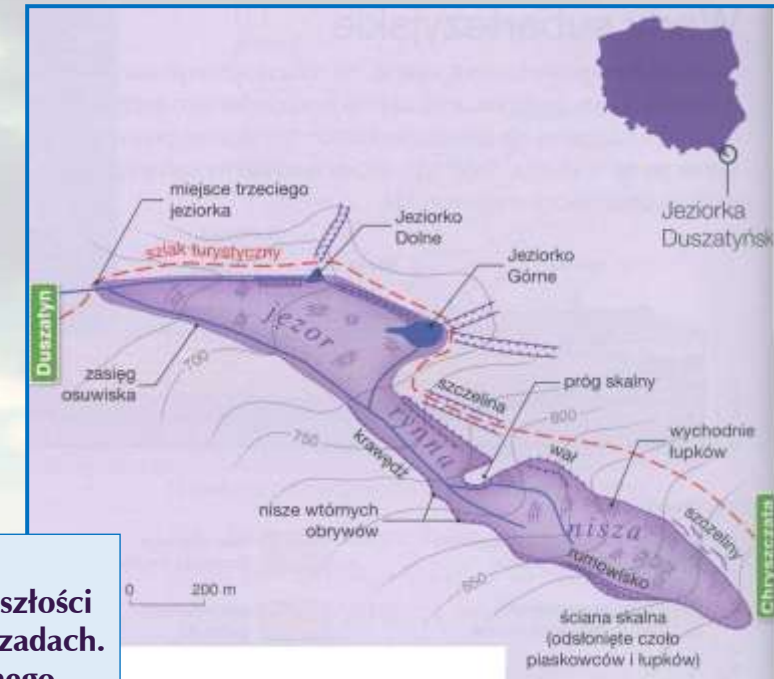 Jeziorka
Duszatyńsk
miejsce trzeciego
jeziorka
Jeziorko
Dolne
szlak turystyczny
Jeziorko
Górne
Duszatyn
jęzor
700
zasięg
osuwiska
750
krawędź
rynna
szczelina
próg skalny
800
wał
wychodnie
łupków
nisze wtórnych
obrywów
nisza
szczeliny
rumowisko
850
Chryszczata
0 200 m
ściana skalna
(odsłonięte czoło
piaskowców i łupków)
szłości
zadach.